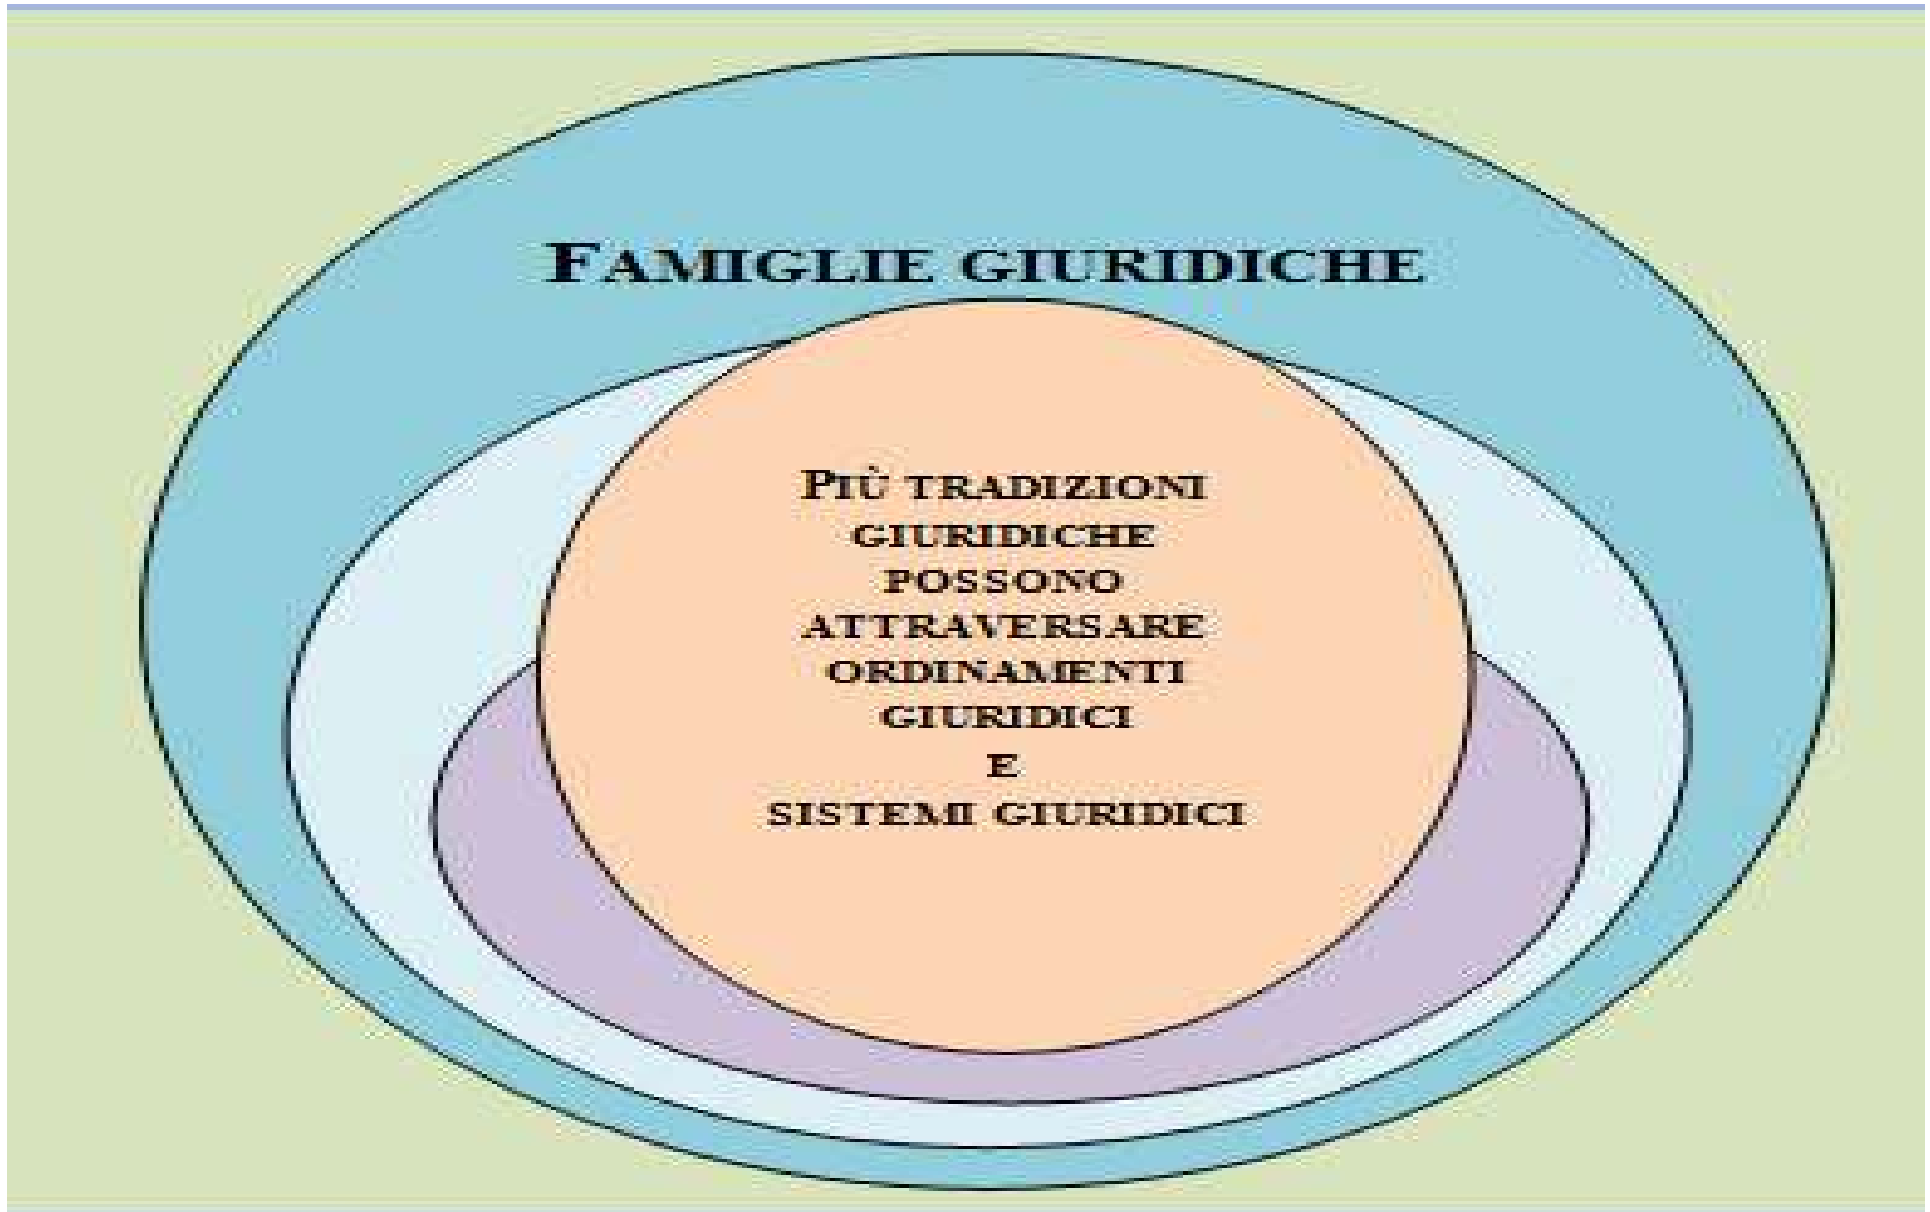 FAMIGLIE GIURIDICHE
PIÙ TRADIZIONI
GIURIDICHE
POSSONO
ATTRAVERSARE
ORDINAMENTI
GIURIDICI
E
SISTEMI GIURIDICI